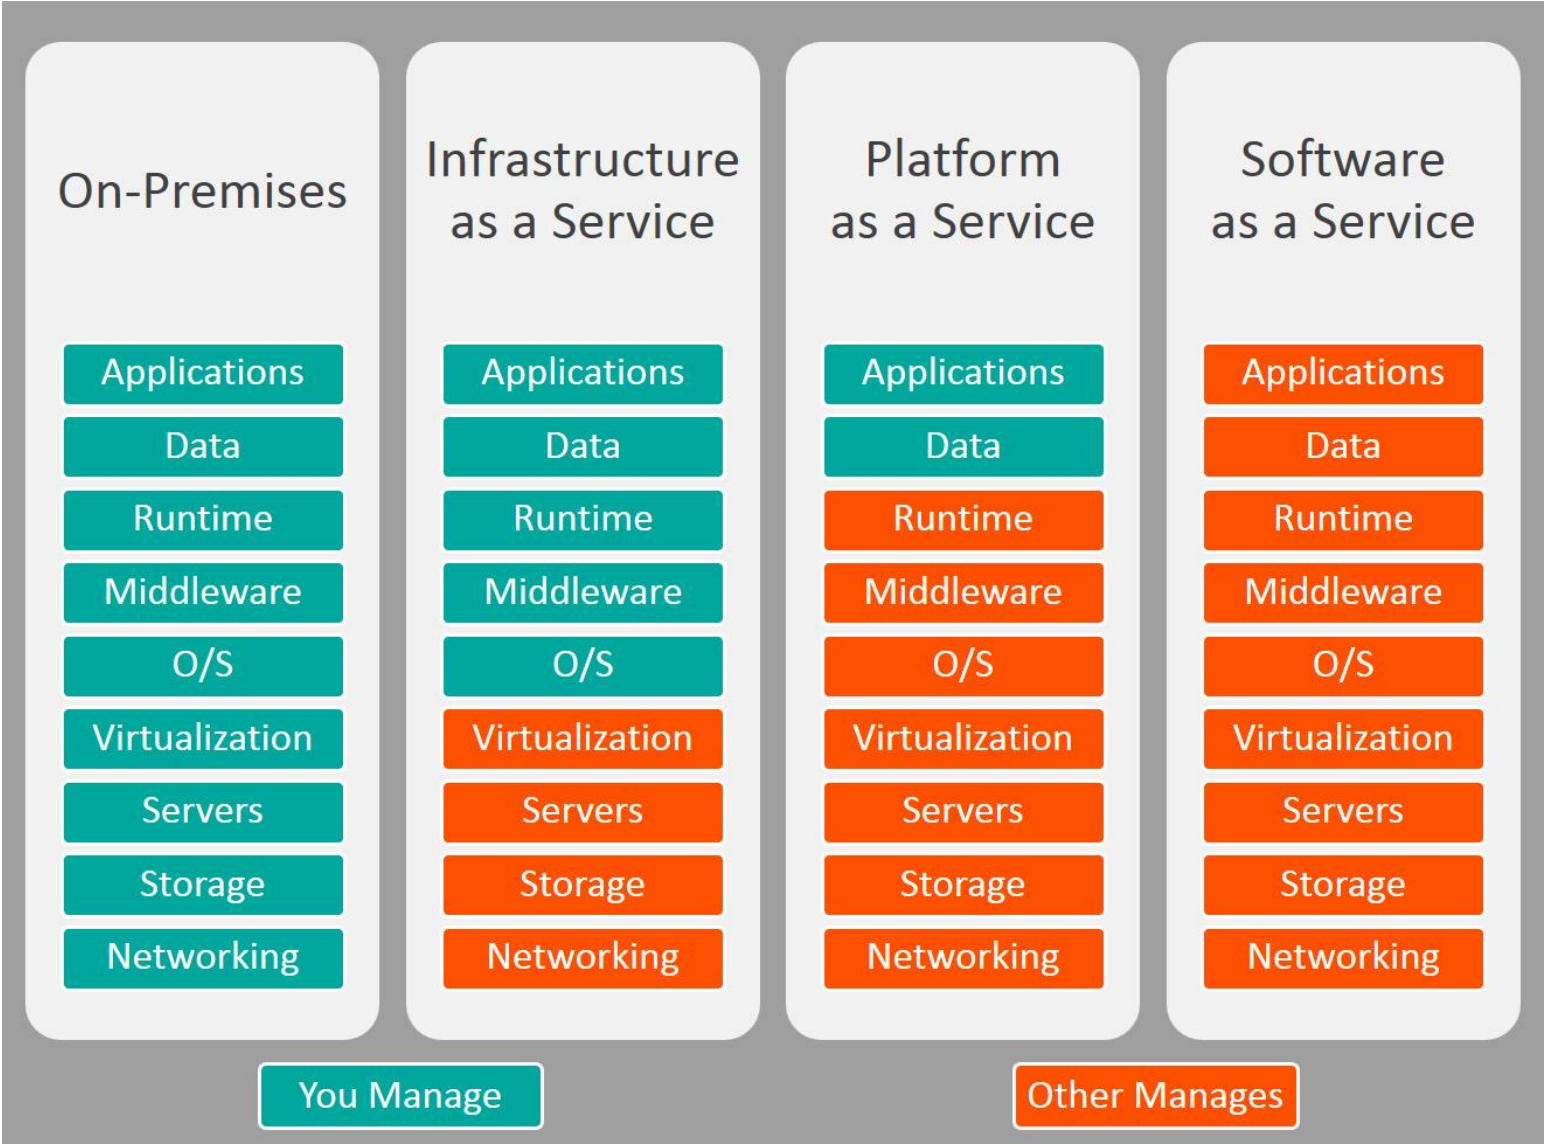 On-Premises
Applications
Data
Runtime
Middleware
O/S
Virtualization
Servers
Storage
Networking
Infrastructure
as a Service
Applications
Data
Runtime
Middleware
O/S
Virtualization
Servers
Storage
Networking
Platform
as a Service
Applications
Data
Runtime
Middleware
O/S
Virtualization
Servers
Storage
Networking
Software
as a Service
Applications
Data
Runtime
Middleware
O/S
Virtualization
Servers
Storage
Networking
You Manage
Other Manages